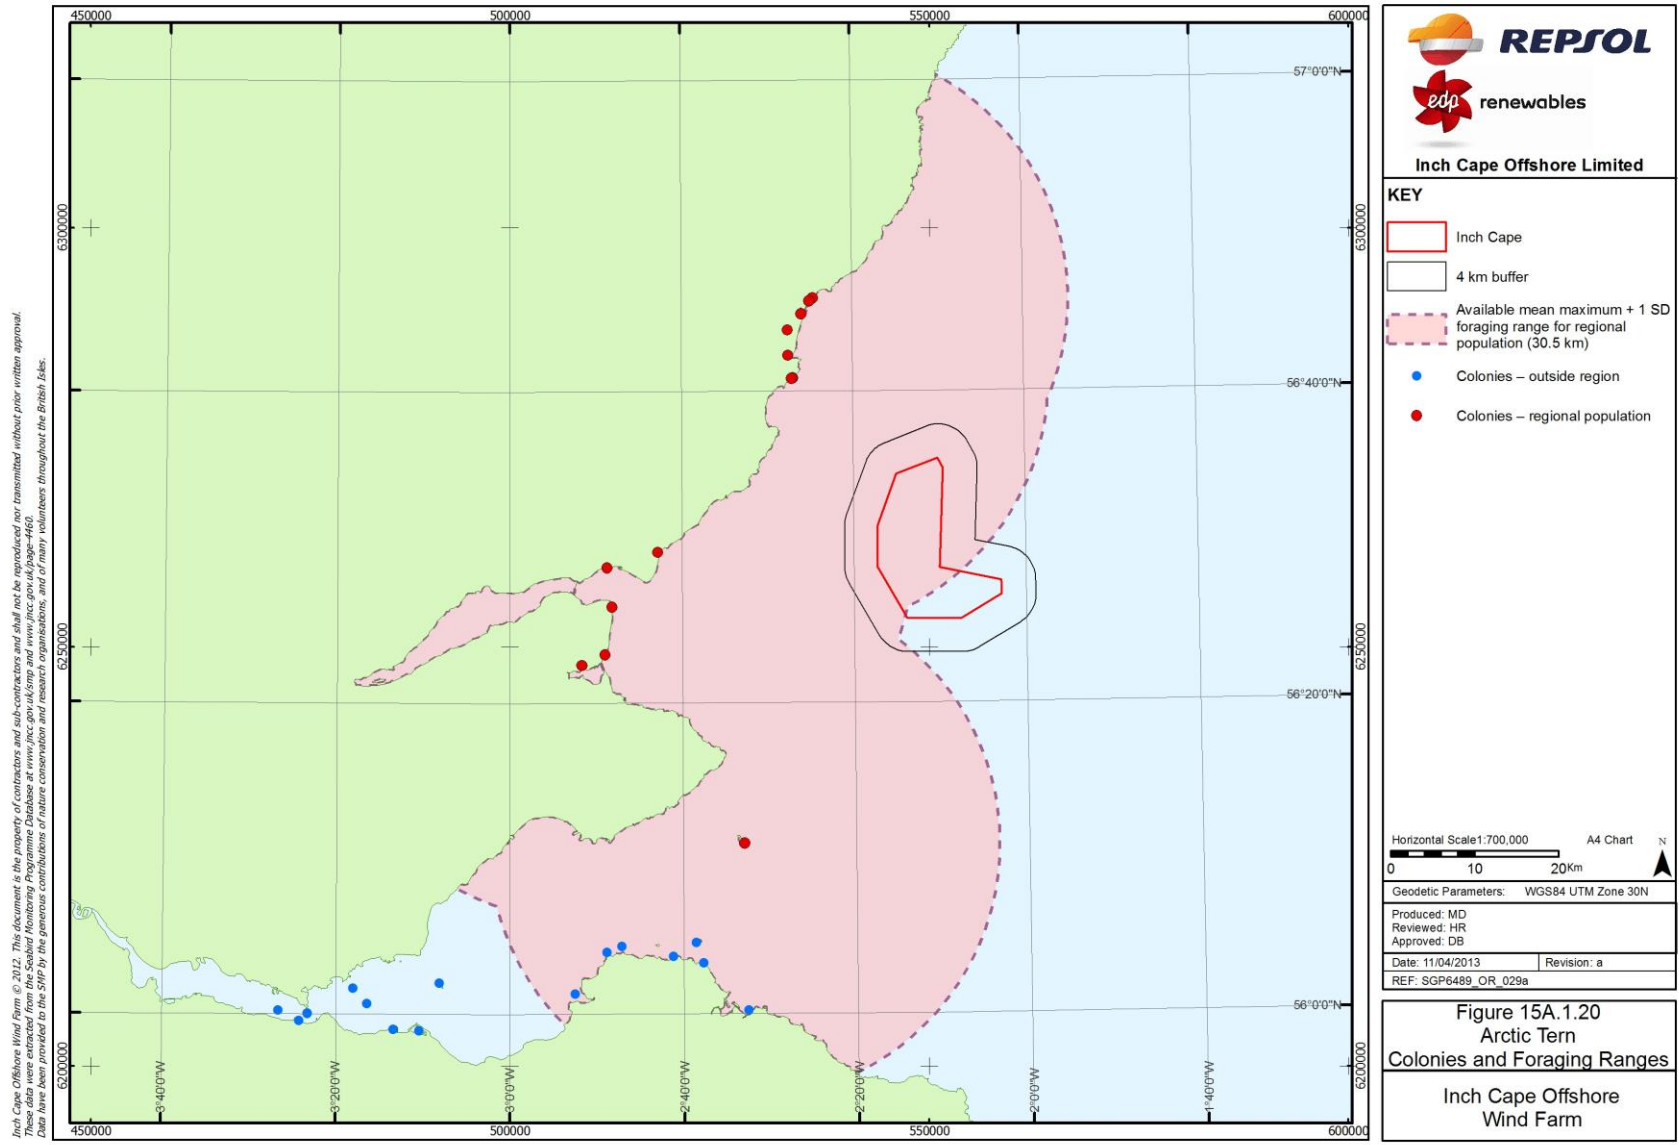 450000
500000
550000
600000
57°0'0"N
6300000
6300000
56°40'0"N
6250000
6250000
56°20'0"N
56°0'0"N
6200000
6200000
3°40'0"W
3°20'0"W
3°0'0"W
2°40'0"W
2°20'0"W
2°0'0"W
1°40'0"W
450000
500000
550000
600000
Inch Cape Offshore Wind Farm © 2012. This document is the property of contractors and sub-contractors and shall not be reproduced nor transmitted without prior written approval.
These data were extracted from the Seabird Monitoring Programme Database at www.jncc.gov.uk/smp and www.jncc.gov.uk/page-4460.
Data have been provided to the SMP by the generous contributions of nature conservation and research organisations, and of many volunteers throughout the British Isles.
REPSOL
edp renewables
Inch Cape Offshore Limited
KEY
Inch Cape
4 km buffer
Available mean maximum + 1 SD
foraging range for regional
population (30.5 km)
Colonies – outside region
Colonies – regional population
Horizontal Scale1:700,000
A4 Chart
N
0 10 20Km
Geodetic Parameters: WGS84 UTM Zone 30N
Produced: MD
Reviewed: HR
Approved: DB
Date: 11/04/2013
Revision: a
REF: SGP6489_OR_029a
Figure 15A.1.20
Arctic Tern
Colonies and Foraging Ranges
Inch Cape Offshore
Wind Farm